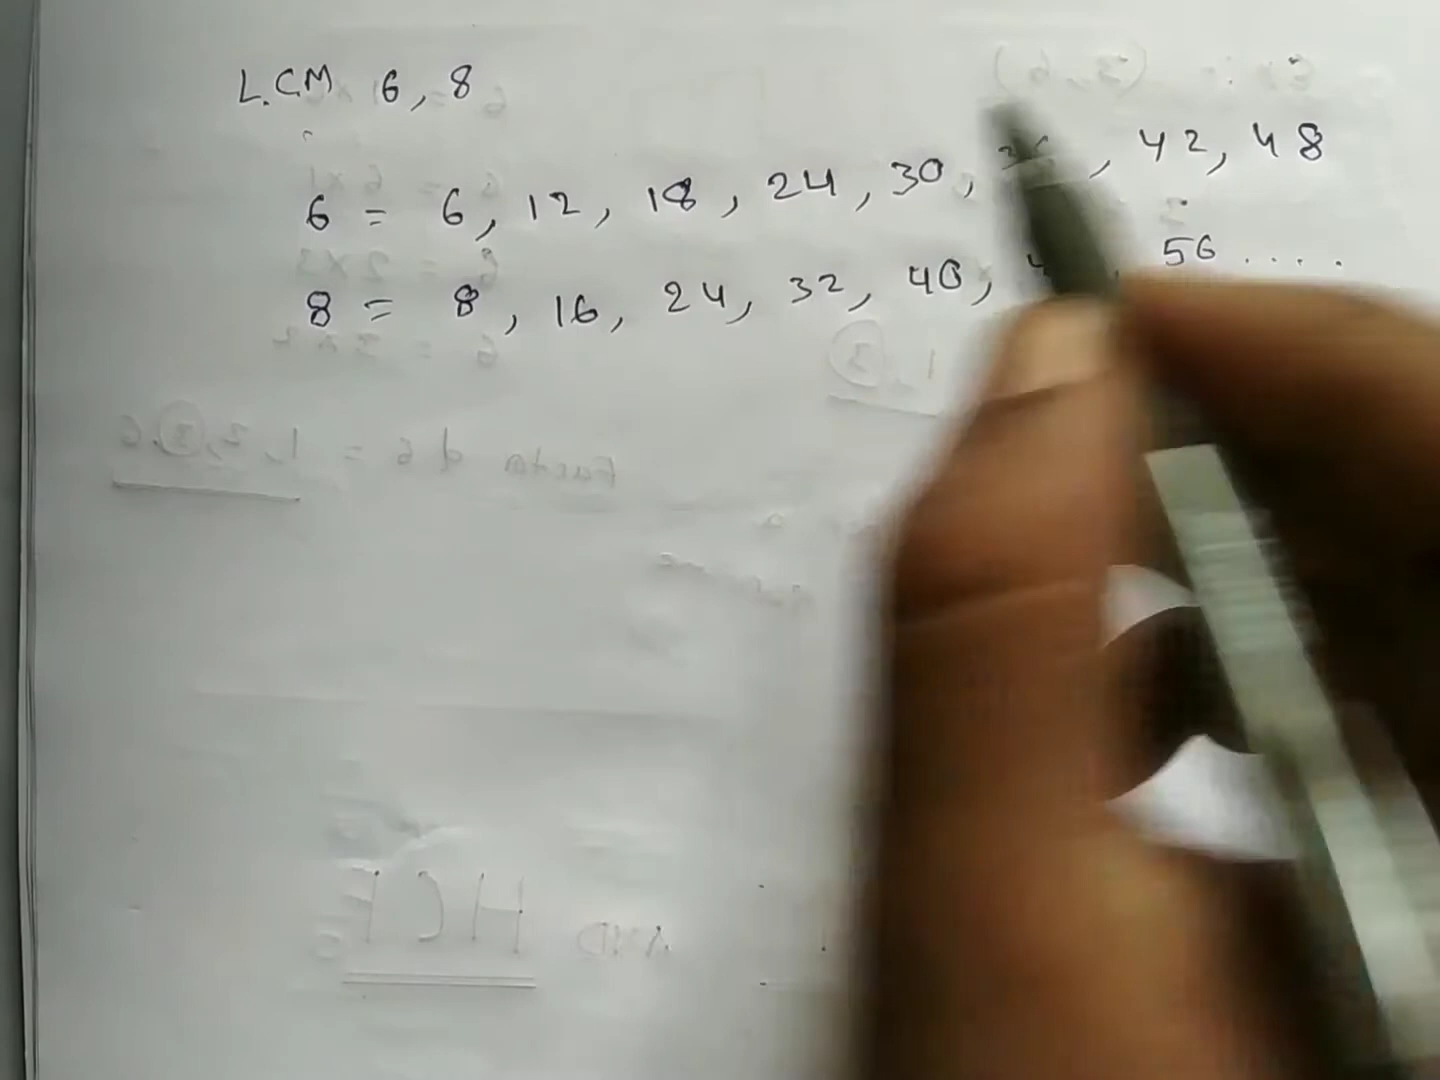 L.CM 6, 8
6 = 6, 12, 18, 24, 30, , 42, 48
8 = 8, 16, 24, 32, 40, , 56 ....